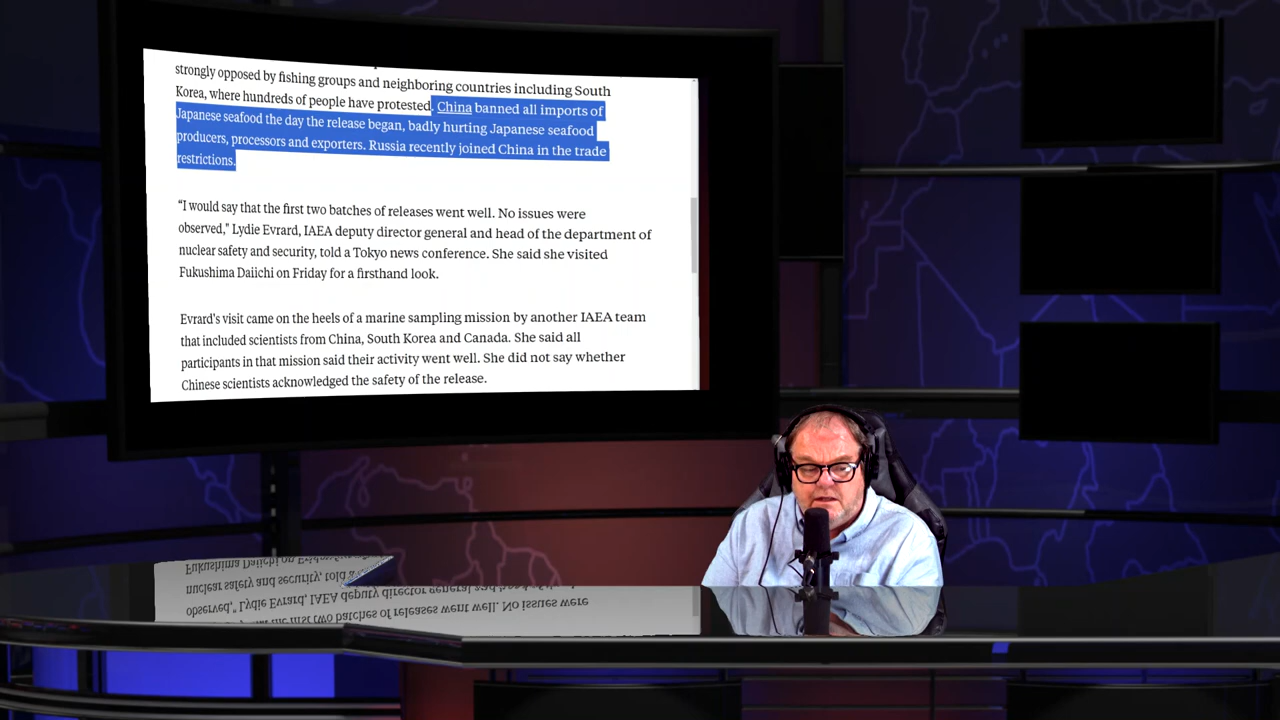 strongly opposed by fishing groups and neighboring countries including South
Korea, where hundreds of people have protested. China banned all imports of
Japanese seafood the day the release began, badly hurting Japanese seafood
producers, processors and exporters. Russia recently joined China in the trade
restrictions.
“I would say that the first two batches of releases went well. No issues were
observed," Lydie Evrard, IAEA deputy director general and head of the department of
nuclear safety and security, told a Tokyo news conference. She said she visited
Fukushima Daiichi on Friday for a firsthand look.
Evrard's visit came on the heels of a marine sampling mission by another IAEA team
that included scientists from China, South Korea and Canada. She said all
participants in that mission said their activity went well. She did not say whether
Chinese scientists acknowledged the safety of the release.